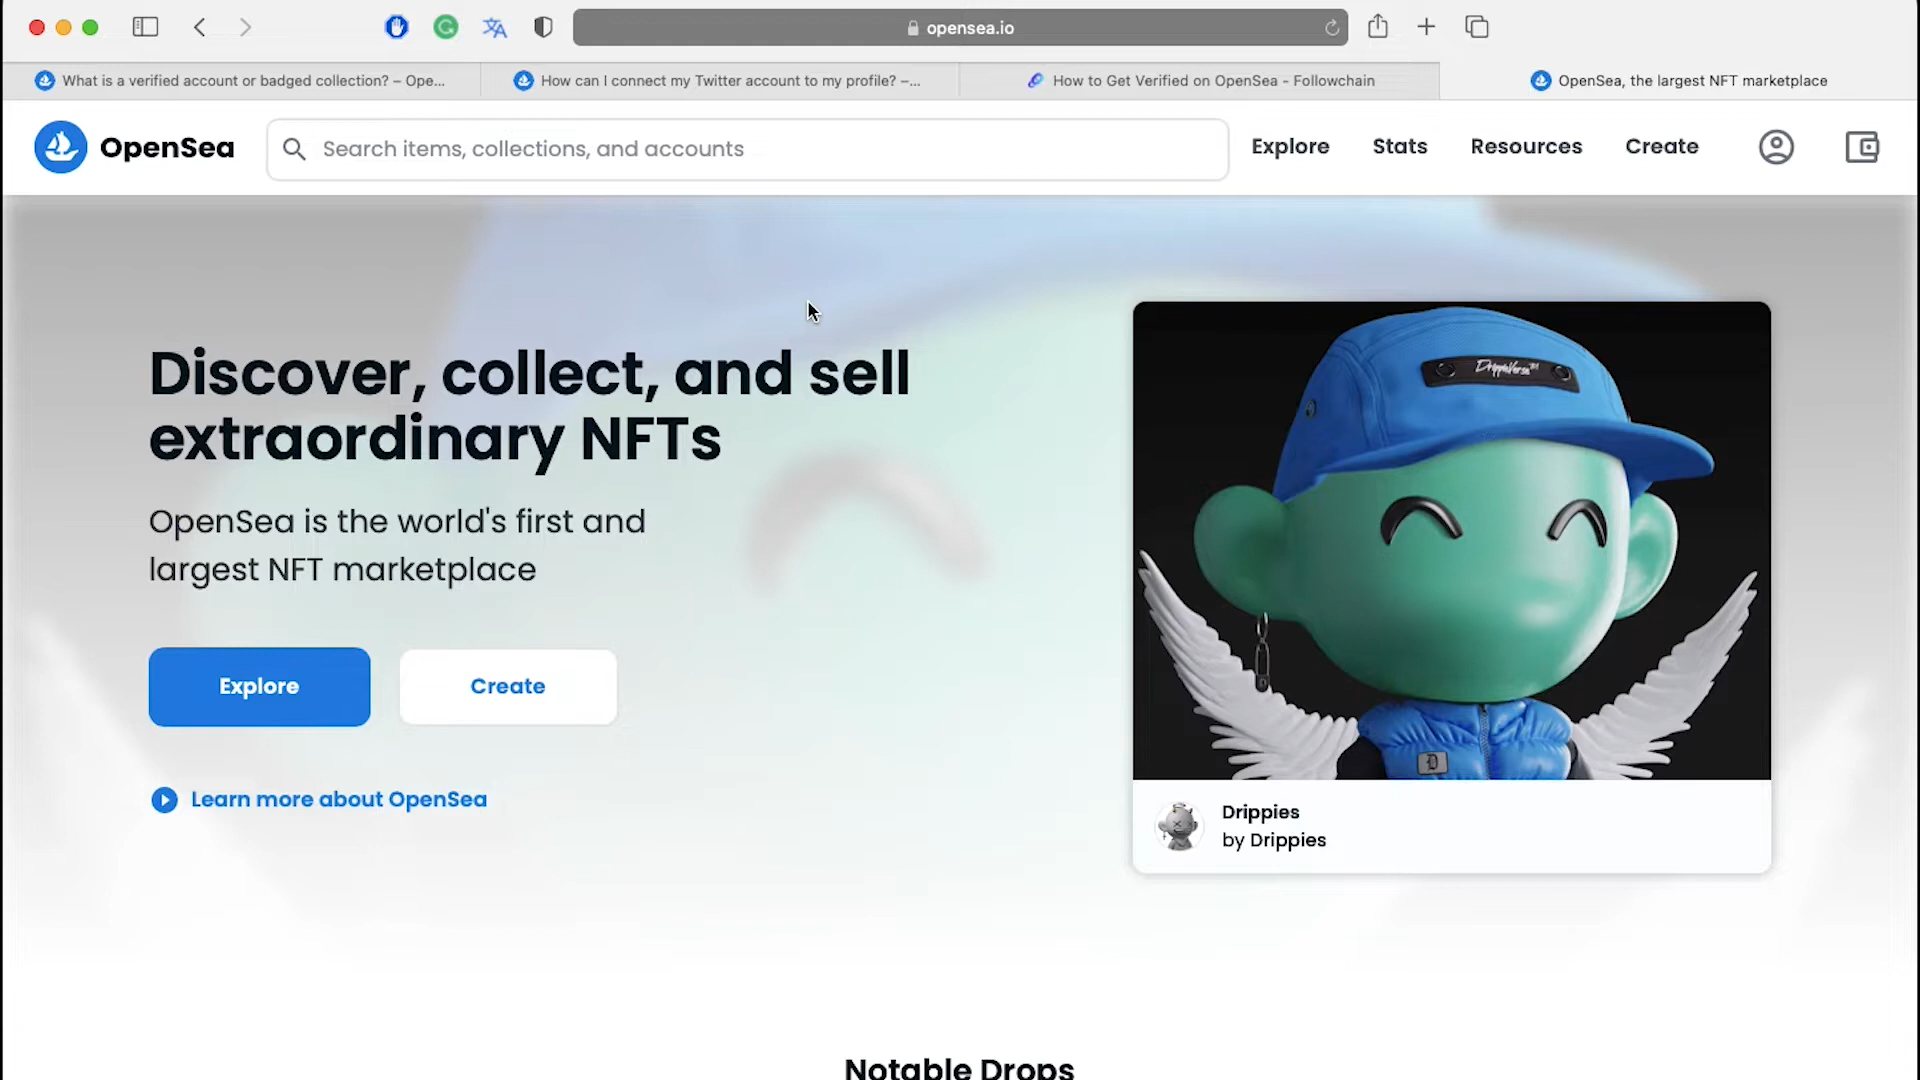 opensea.io
What is a verified account or badged collection? – Ope...
How can I connect my Twitter account to my profile? –...
How to Get Verified on OpenSea - Followchain
OpenSea, the largest NFT marketplace
OpenSea
Search items, collections, and accounts
Explore
Stats
Resources
Create
Discover, collect, and sell
extraordinary NFTs
OpenSea is the world's first and
largest NFT marketplace
Explore
Create
Learn more about OpenSea
DrippieVerse™
D
Drippies
by Drippies
Notable Drops